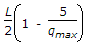 L/2 (1 - 5/q_max)